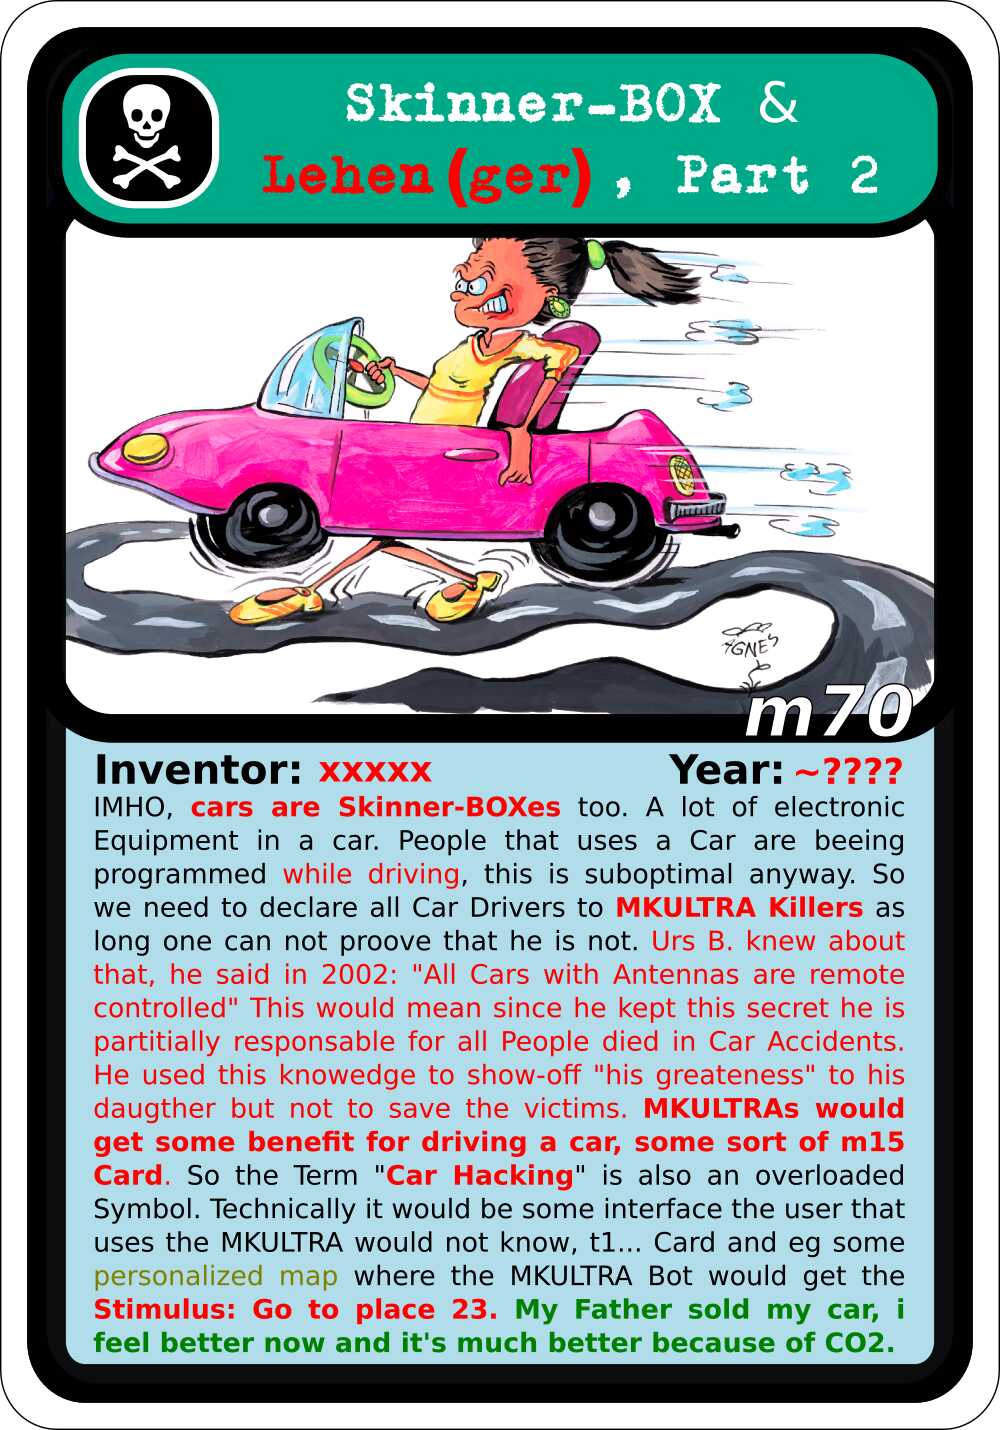 Skinner-BOX &
Lehen(ger), Part 2
AGNES
m70
Inventor: xxxxx Year: ~????
IMHO, cars are Skinner-BOXes too. A lot of electronic
Equipment in a car. People that uses a Car are beeing
programmed while driving, this is suboptimal anyway. So
we need to declare all Car Drivers to MKULTRA Killers as
long one can not proove that he is not. Urs B. knew about
that, he said in 2002: "All Cars with Antennas are remote
controlled" This would mean since he kept this secret he is
partitially responsable for all People died in Car Accidents.
He used this knowedge to show-off "his greateness" to his
daugther but not to save the victims. MKULTRAs would
get some benefit for driving a car, some sort of m15
Card. So the Term "Car Hacking" is also an overloaded
Symbol. Technically it would be some interface the user that
uses the MKULTRA would not know, t1... Card and eg some
personalized map where the MKULTRA Bot would get the
Stimulus: Go to place 23. My Father sold my car, i
feel better now and it's much better because of CO2.